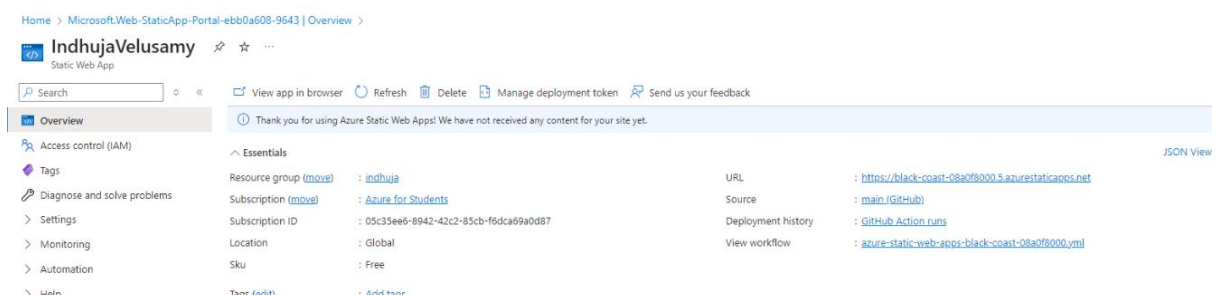 Home > Microsoft.Web-StaticApp-Portal-ebb0a608-9643 | Overview >
IndhujaVelusamy
Static Web App
Search
View app in browser Refresh Delete Manage deployment token Send us your feedback
Overview
Thank you for using Azure Static Web Apps! We have not received any content for your site yet.
Access control (IAM)
Essentials
JSON View
Tags
Resource group (move) : indhuja
URL : https://black-coast-08a0f8000.5.azurestaticapps.net
Diagnose and solve problems
Subscription (move) : Azure for Students
Source : main (GitHub)
Settings
Subscription ID : 05c35ee6-8942-42c2-85cb-f6dca69a0d87
Deployment history : GitHub Action runs
Monitoring
Location : Global
View workflow : azure-static-web-apps-black-coast-08a0f8000.yml
Automation
Sku : Free
Help
Tags (edit) : Add tags